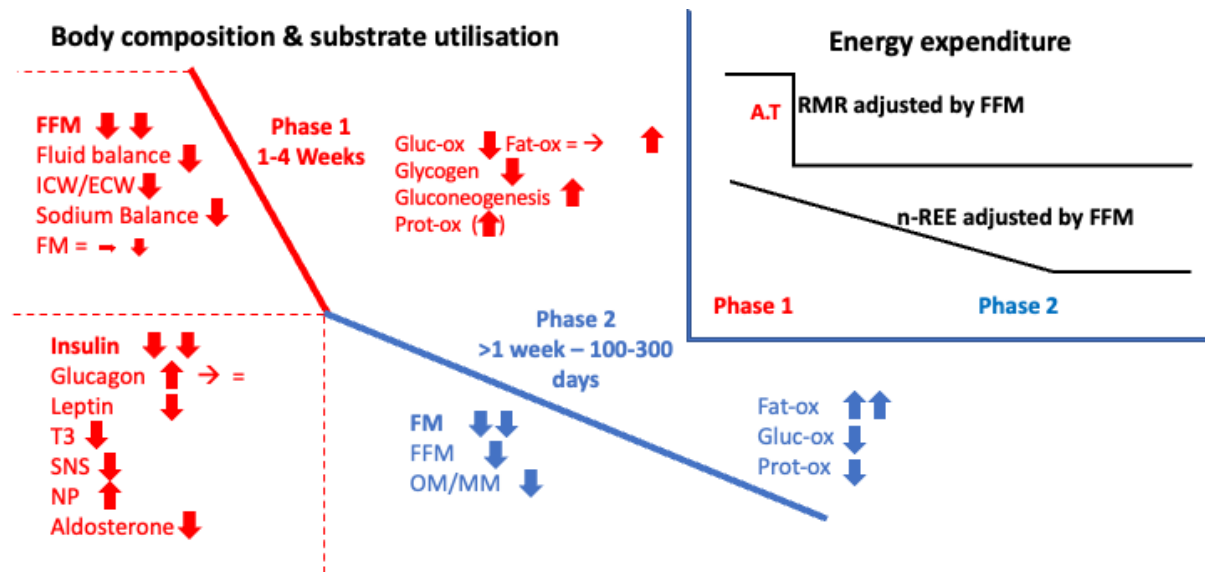 Body composition & substrate utilisation
FFM
Fluid balance
ICW/ECW
Sodium Balance
FM =
Phase 1
1-4 Weeks
Gluc-ox Fat-ox = →
Glycogen
Gluconeogenesis
Prot-ox ( )
Insulin
Glucagon → =
Leptin
T3
SNS
NP
Aldosterone
Phase 2
>1 week – 100-300
days
FM
FFM
OM/MM
Fat-ox
Gluc-ox
Prot-ox
Energy expenditure
A.T RMR adjusted by FFM
n-REE adjusted by FFM
Phase 1 Phase 2